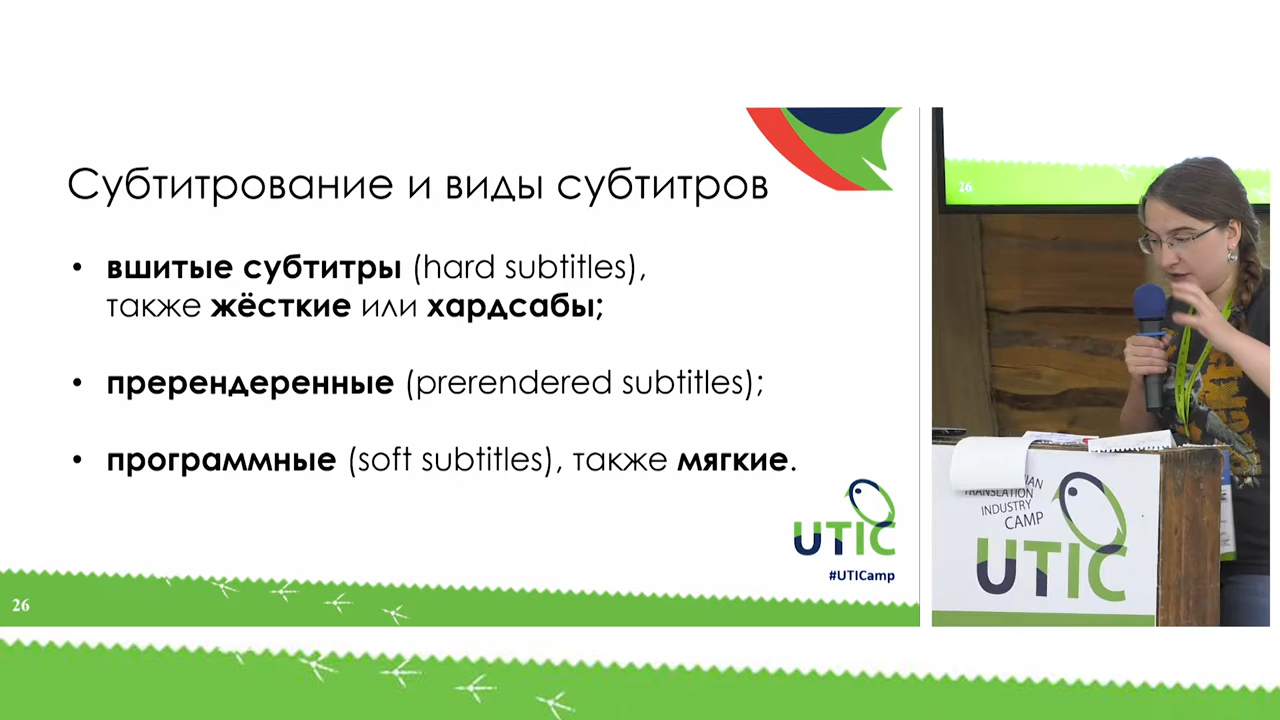 Субтитрование и виды субтитров
• вшитые субтитры (hard subtitles),
также жёсткие или хардсабы;
• пререндеренные (prerendered subtitles);
• программные (soft subtitles), также мягкие.
UTIC
#UTICamp
26
26
TRANSLATION
INDUSTRY
CAMP
UTIC